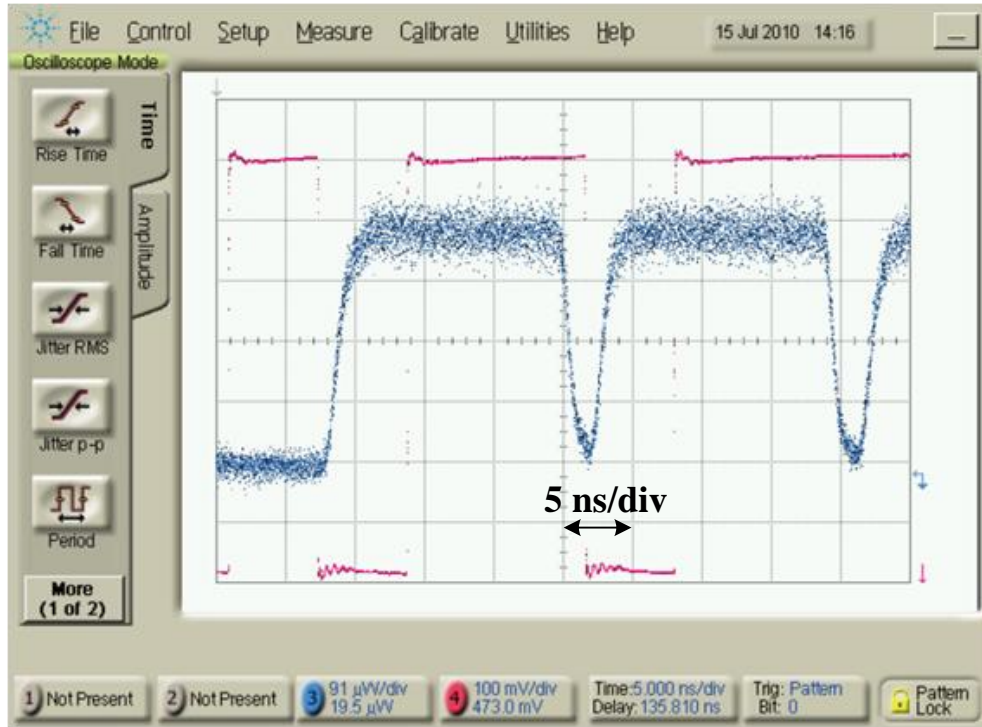 File Control Setup Measure Calibrate Utilities Help 15 Jul 2010 14:16
Oscilloscope Mode
Time
Amplitude
Rise Time
Fall Time
Jitter RMS
Jitter p-p
Period
More
(1 of 2)
5 ns/div
1 Not Present
2 Not Present
3 91 µW/div
19.5 µW
4 100 mV/div
473.0 mV
Time:5.000 ns/div
Delay:135.810 ns
Trig: Pattern
Bit: 0
Pattern
Lock